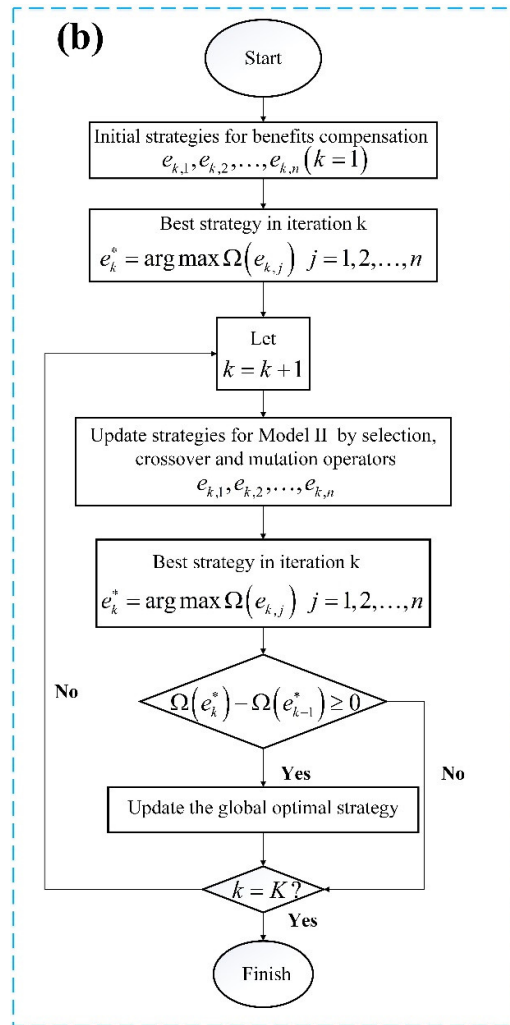 (b)
Start
Initial strategies for benefits compensation
e_{k,1}, e_{k,2}, ..., e_{k,n} (k = 1)
Best strategy in iteration k
e_k^* = arg max Ω(e_{k,j})  j = 1, 2, ..., n
Let
k = k + 1
Update strategies for Model II by selection,
crossover and mutation operators
e_{k,1}, e_{k,2}, ..., e_{k,n}
Best strategy in iteration k
e_k^* = arg max Ω(e_{k,j})  j = 1, 2, ..., n
Ω(e_k^*) − Ω(e_{k−1}^*) ≥ 0
No
Yes
No
Update the global optimal strategy
k = K ?
Yes
Finish